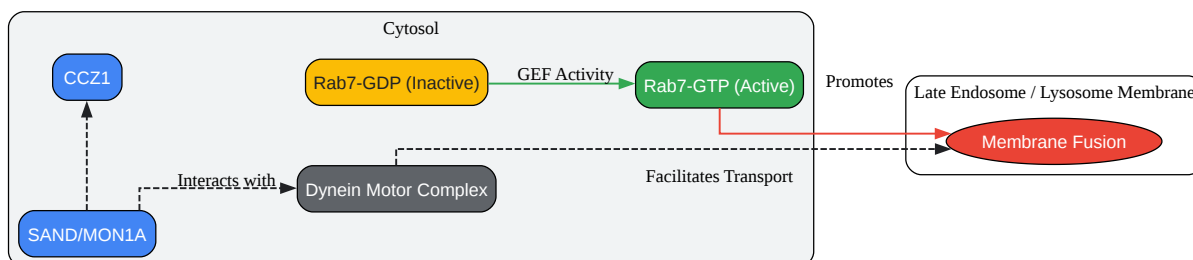 Cytosol
CCZ1
Rab7-GDP (Inactive)
GEF Activity
Rab7-GTP (Active)
Promotes
Late Endosome / Lysosome Membrane
Membrane Fusion
Interacts with
Dynein Motor Complex
Facilitates Transport
SAND/MON1A